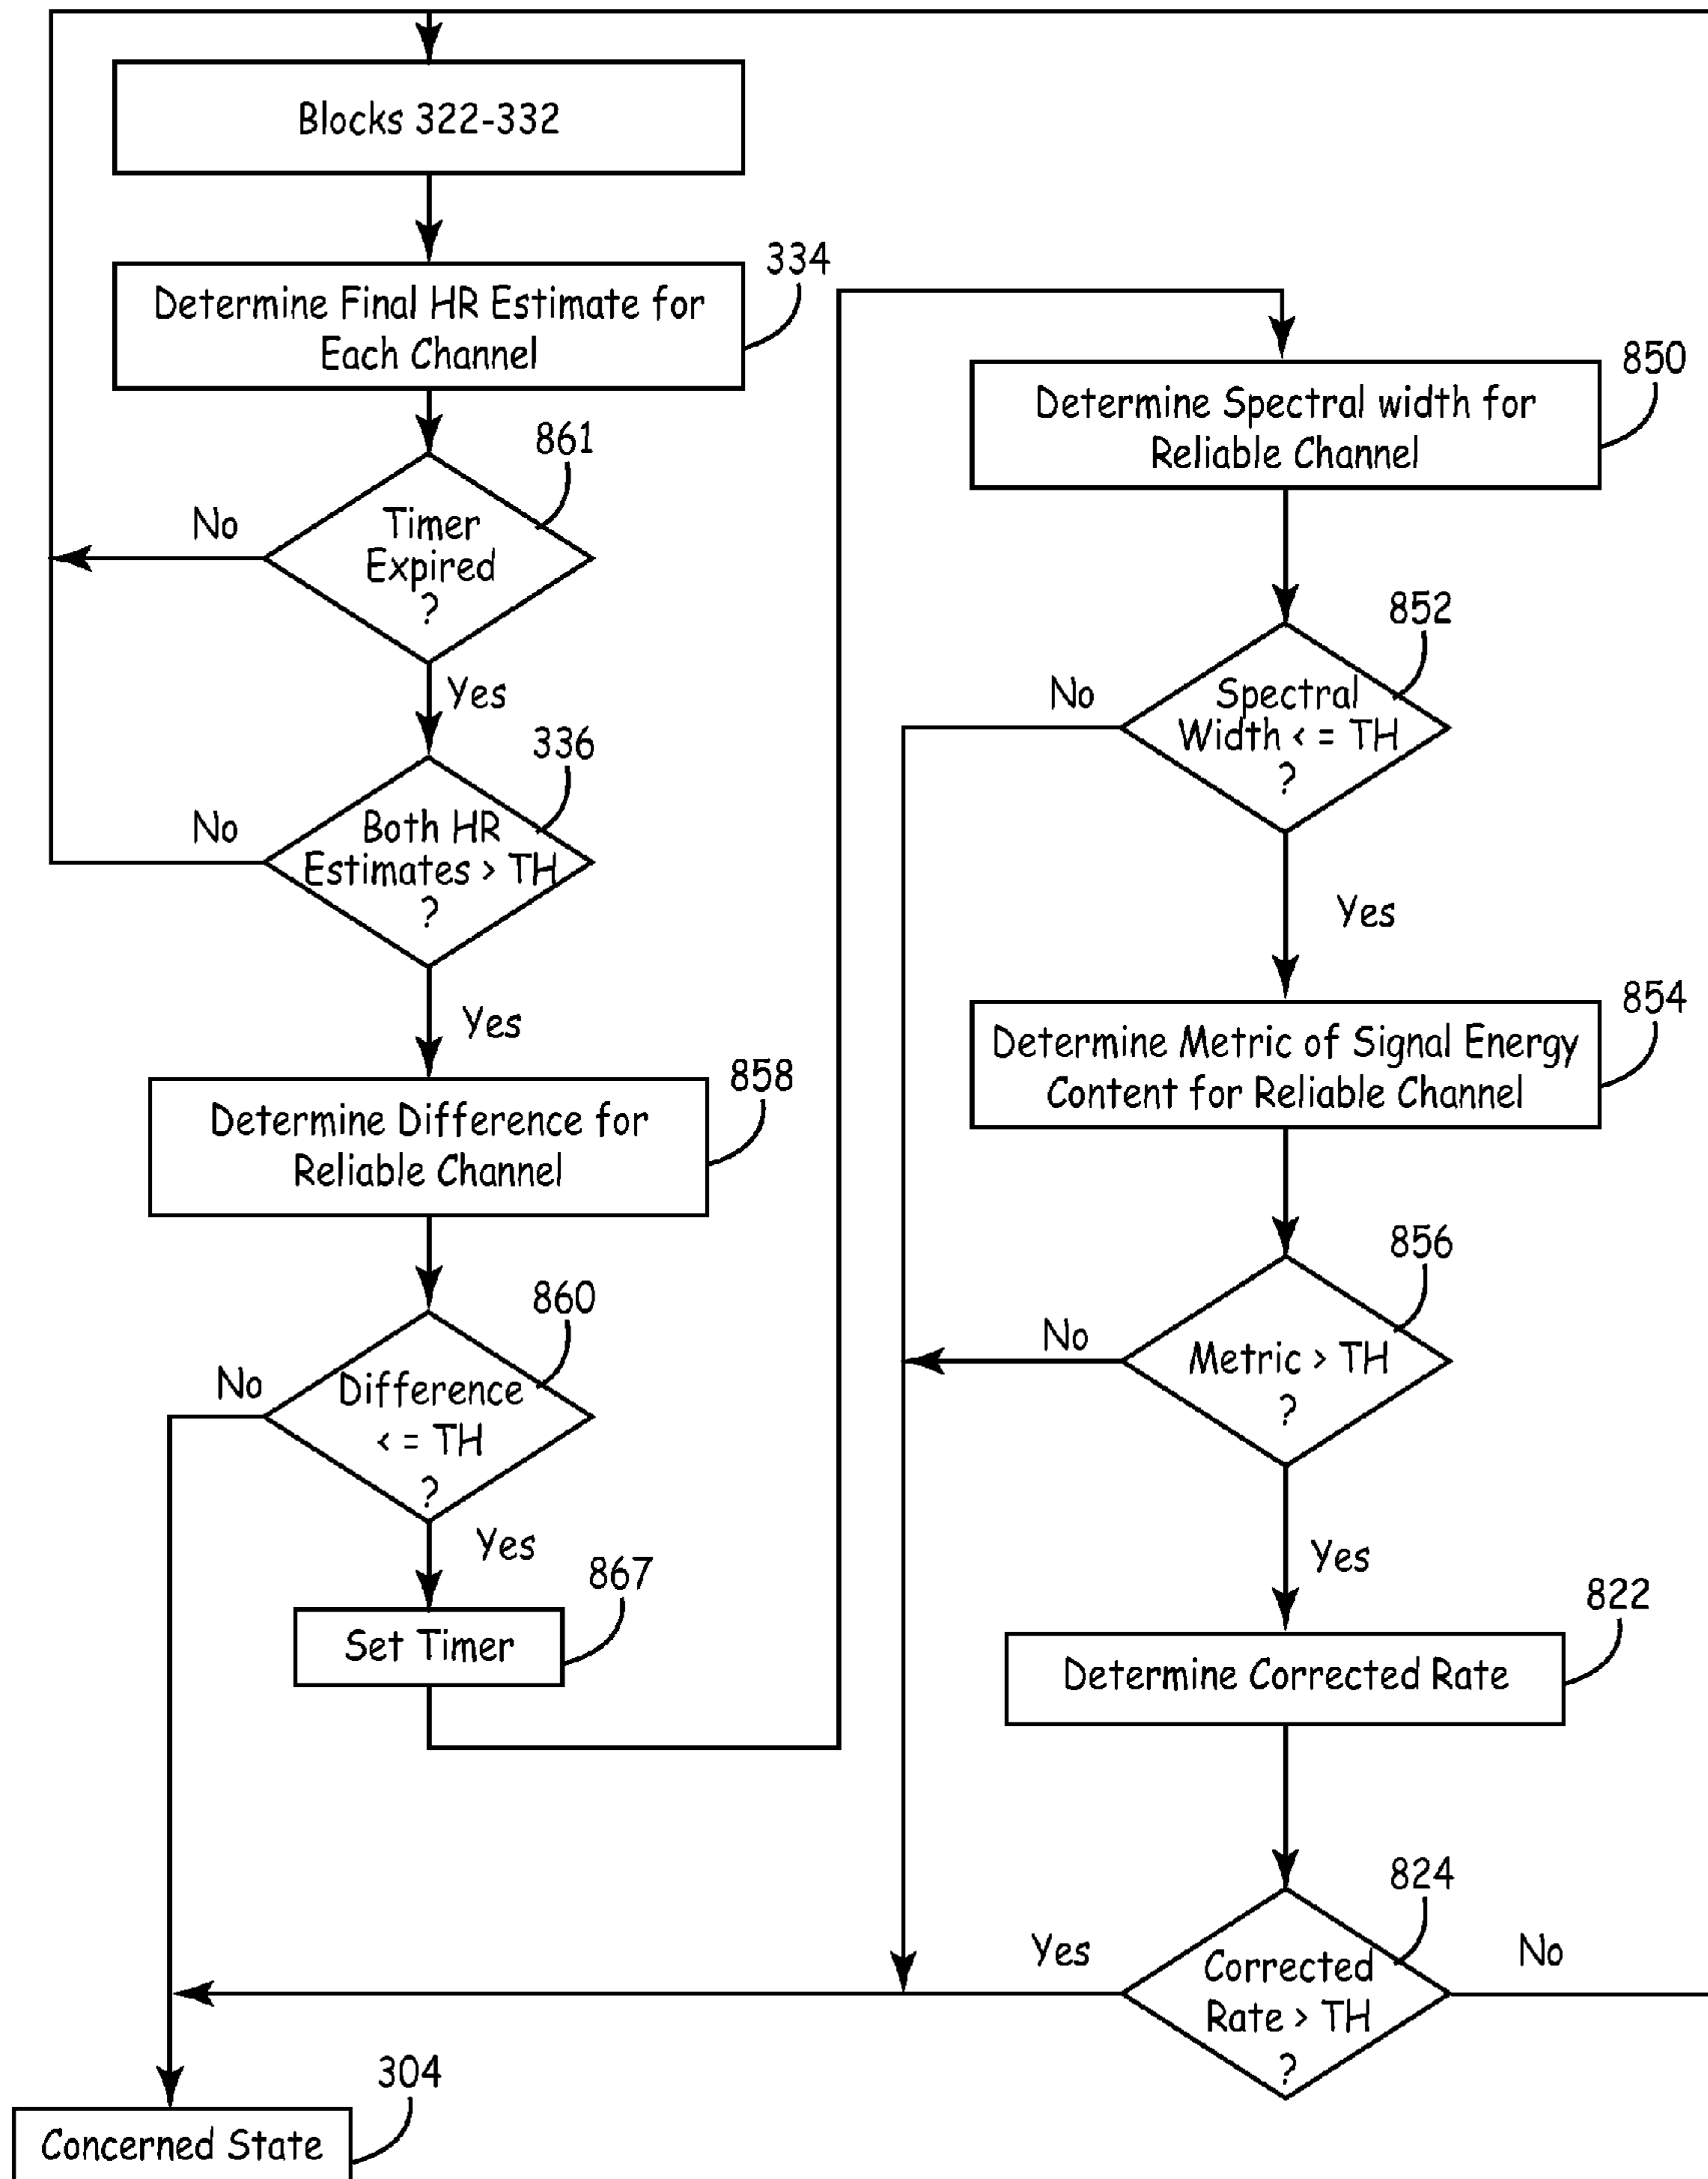 Blocks 322-332
334
Determine Final HR Estimate for
Each Channel
861
Timer
Expired
?
No
Yes
336
Both HR
Estimates > TH
?
No
Yes
858
Determine Difference for
Reliable Channel
860
Difference
< = TH
?
No
Yes
867
Set Timer
850
Determine Spectral width for
Reliable Channel
852
Spectral
Width < = TH
?
No
Yes
854
Determine Metric of Signal Energy
Content for Reliable Channel
856
Metric > TH
?
No
Yes
822
Determine Corrected Rate
824
Corrected
Rate > TH
?
Yes
No
304
Concerned State